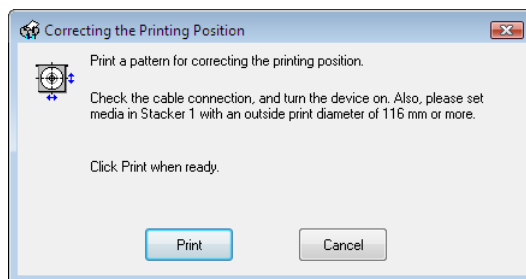 Correcting the Printing Position
Print a pattern for correcting the printing position.
Check the cable connection, and turn the device on. Also, please set
media in Stacker 1 with an outside print diameter of 116 mm or more.
Click Print when ready.
Print
Cancel